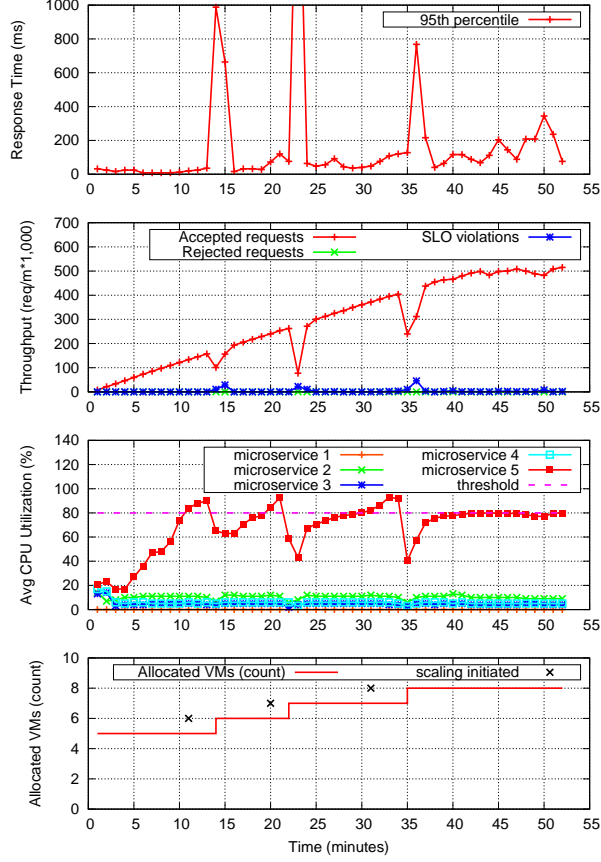 1000
800
600
400
200
0
Response Time (ms)
95th percentile
0 5 10 15 20 25 30 35 40 45 50 55
700
600
500
400
300
200
100
0
Throughput (req/m*1,000)
Accepted requests
Rejected requests
SLO violations
0 5 10 15 20 25 30 35 40 45 50 55
140
120
100
80
60
40
20
0
Avg CPU Utilization (%)
microservice 1
microservice 2
microservice 3
microservice 4
microservice 5
threshold
0 5 10 15 20 25 30 35 40 45 50 55
10
8
6
4
2
0
Allocated VMs (count)
Allocated VMs (count)
scaling initiated
0 5 10 15 20 25 30 35 40 45 50 55
Time (minutes)